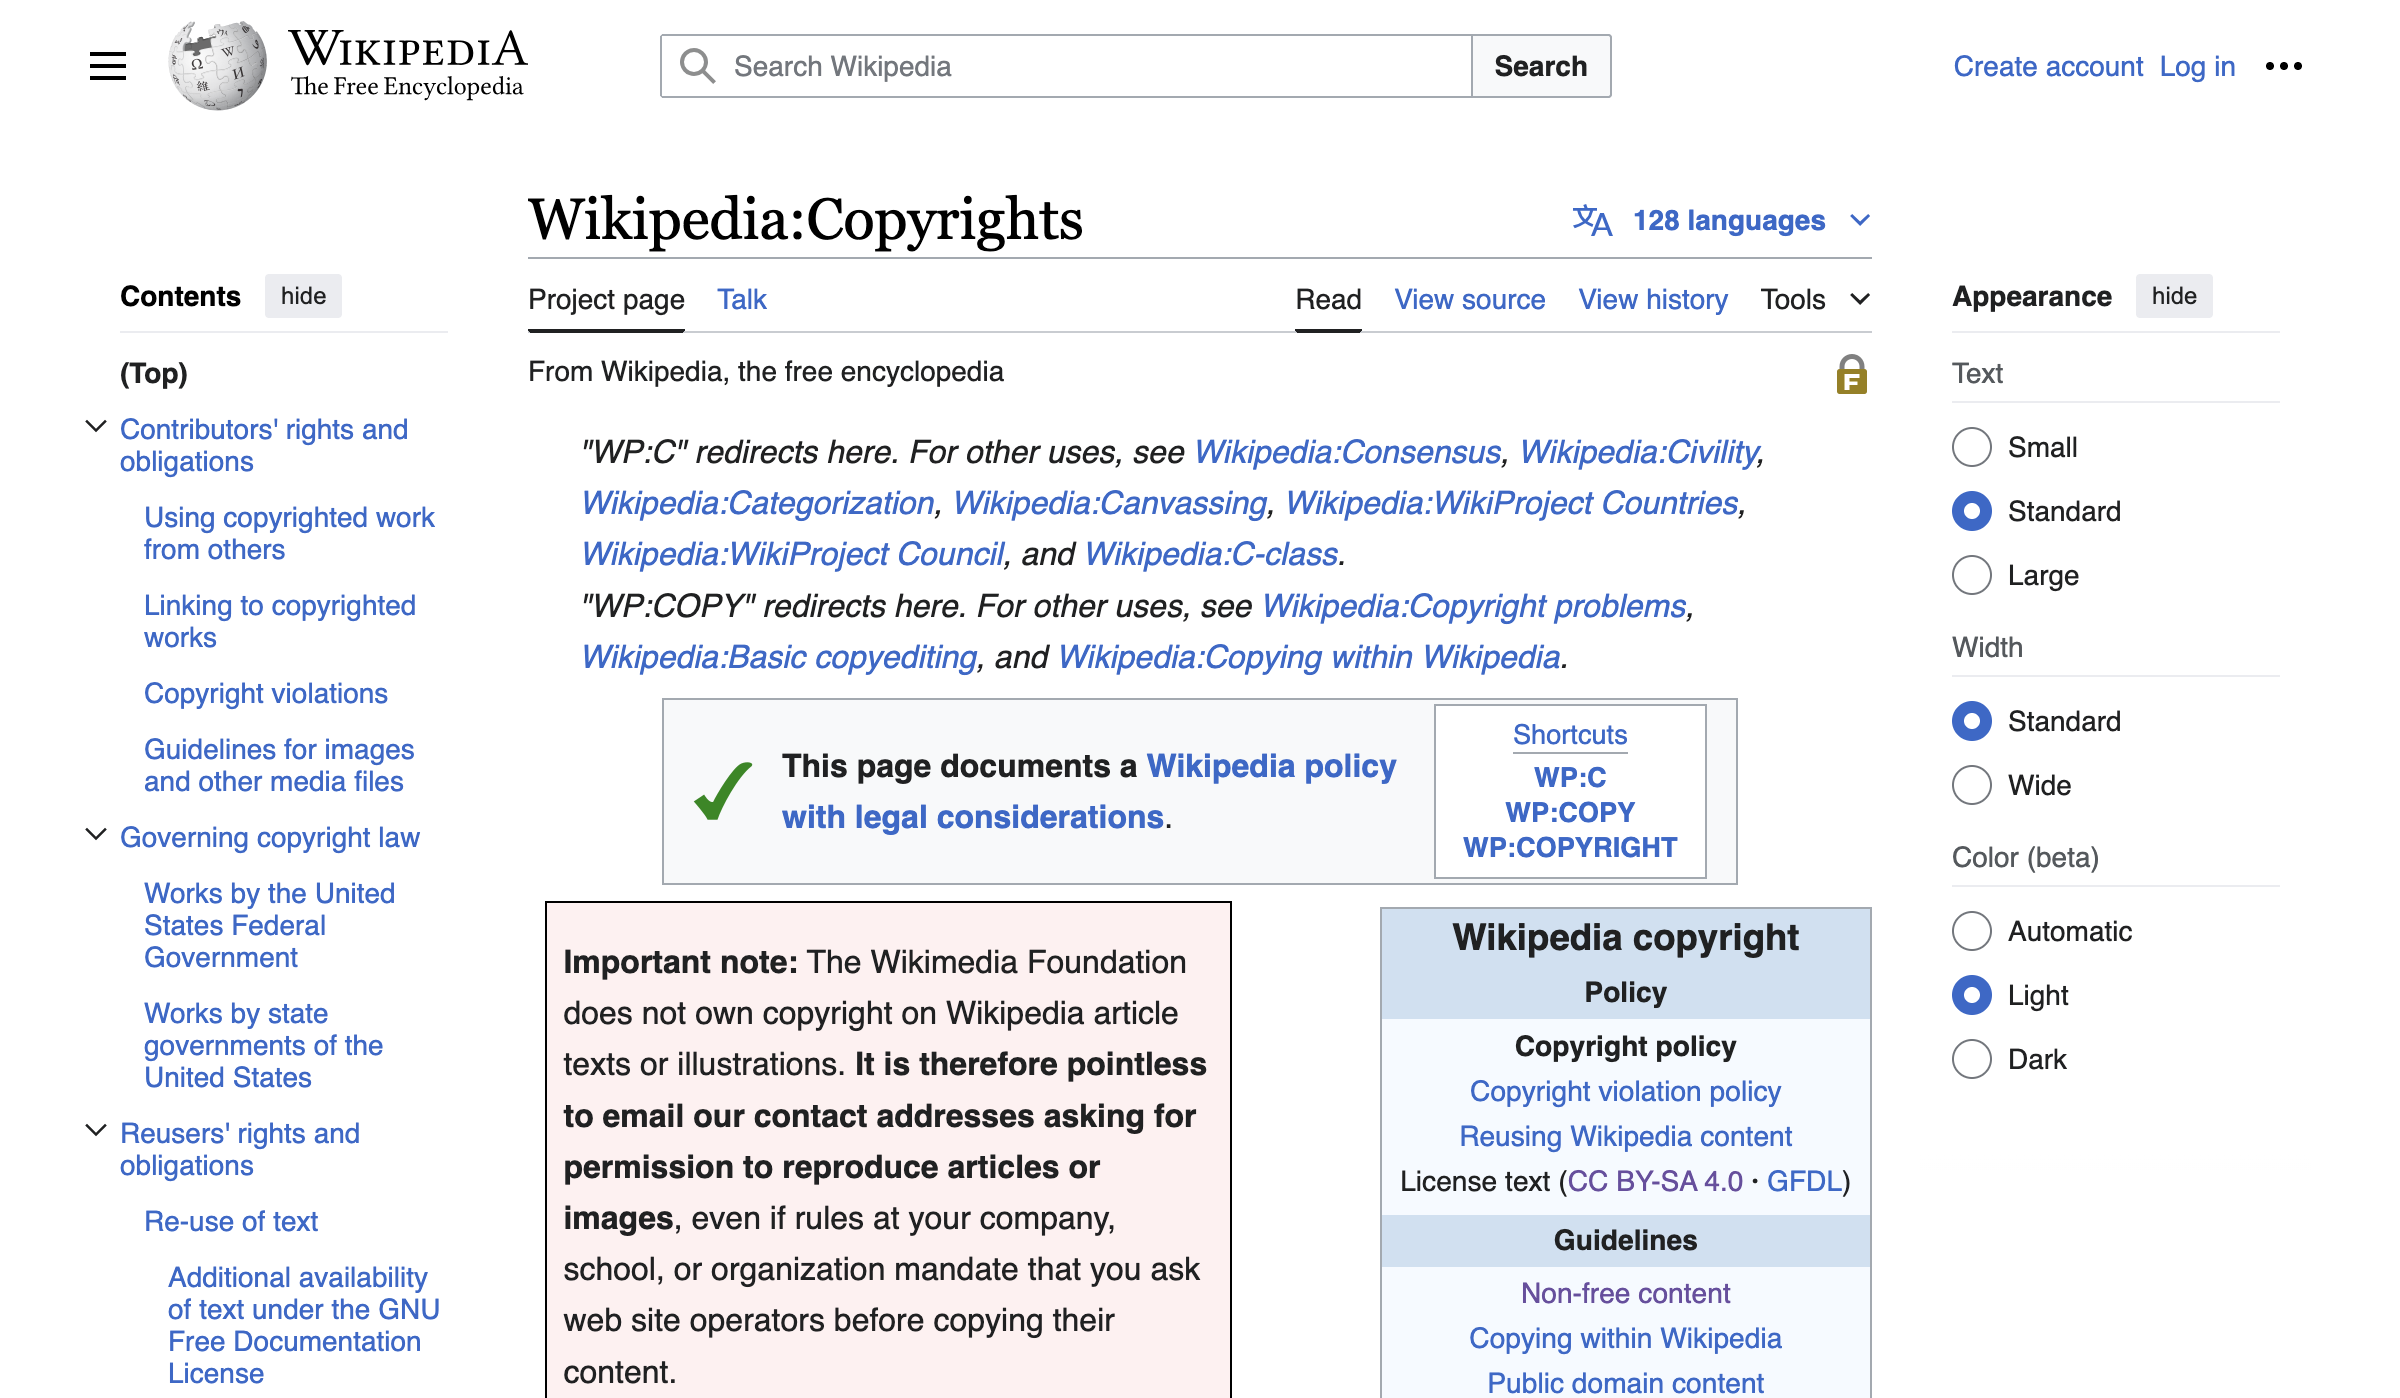 WIKIPEDIA
The Free Encyclopedia
Search Wikipedia
Search
Create account Log in
Wikipedia:Copyrights
128 languages
Contents hide
(Top)
Contributors' rights and
obligations
Using copyrighted work
from others
Linking to copyrighted
works
Copyright violations
Guidelines for images
and other media files
Governing copyright law
Works by the United
States Federal
Government
Works by state
governments of the
United States
Reusers' rights and
obligations
Re-use of text
Additional availability
of text under the GNU
Free Documentation
License
Project page Talk
Read View source View history Tools
From Wikipedia, the free encyclopedia
"WP:C" redirects here. For other uses, see Wikipedia:Consensus, Wikipedia:Civility,
Wikipedia:Categorization, Wikipedia:Canvassing, Wikipedia:WikiProject Countries,
Wikipedia:WikiProject Council, and Wikipedia:C-class.
"WP:COPY" redirects here. For other uses, see Wikipedia:Copyright problems,
Wikipedia:Basic copyediting, and Wikipedia:Copying within Wikipedia.
This page documents a Wikipedia policy
with legal considerations.
Shortcuts
WP:C
WP:COPY
WP:COPYRIGHT
Important note: The Wikimedia Foundation
does not own copyright on Wikipedia article
texts or illustrations. It is therefore pointless
to email our contact addresses asking for
permission to reproduce articles or
images, even if rules at your company,
school, or organization mandate that you ask
web site operators before copying their
content.
Wikipedia copyright
Policy
Copyright policy
Copyright violation policy
Reusing Wikipedia content
License text (CC BY-SA 4.0 · GFDL)
Guidelines
Non-free content
Copying within Wikipedia
Public domain content
Appearance hide
Text
Small
Standard
Large
Width
Standard
Wide
Color (beta)
Automatic
Light
Dark